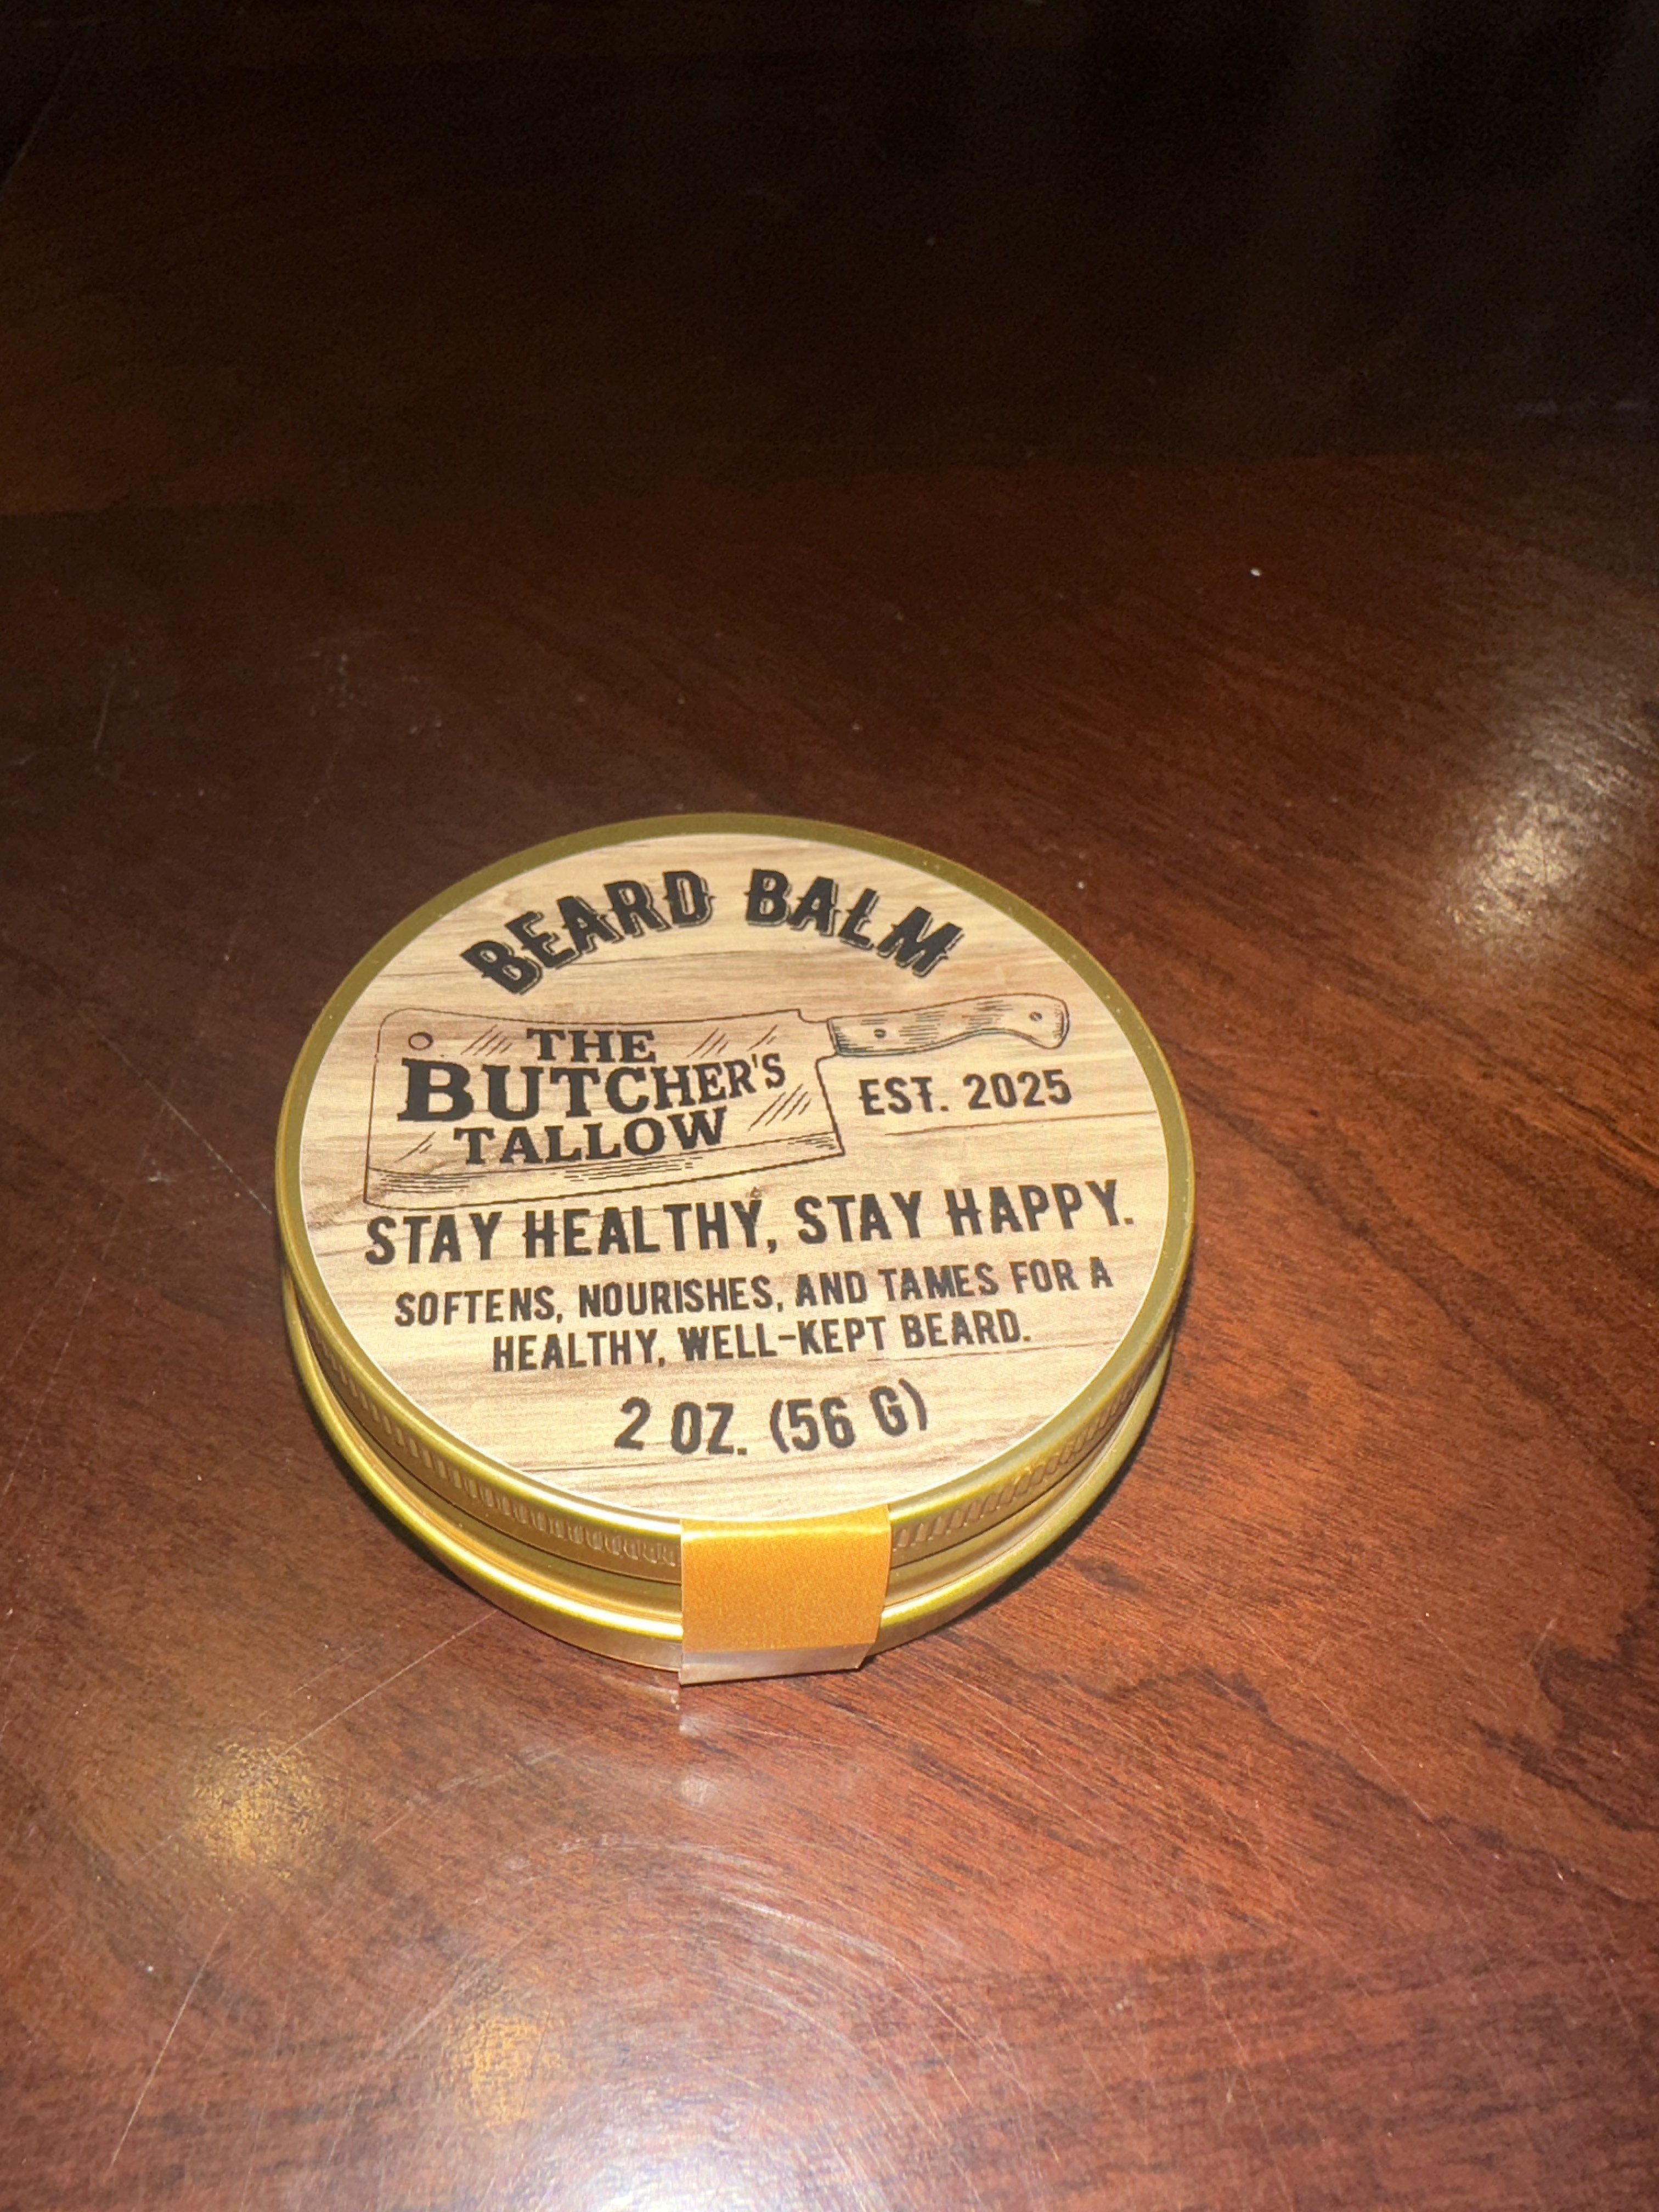 BEARD BALM
THE
BUTCHER'S
TALLOW
EST. 2025
STAY HEALTHY, STAY HAPPY.
SOFTENS, NOURISHES, AND TAMES FOR A
HEALTHY, WELL-KEPT BEARD.
2 OZ. (56 G)